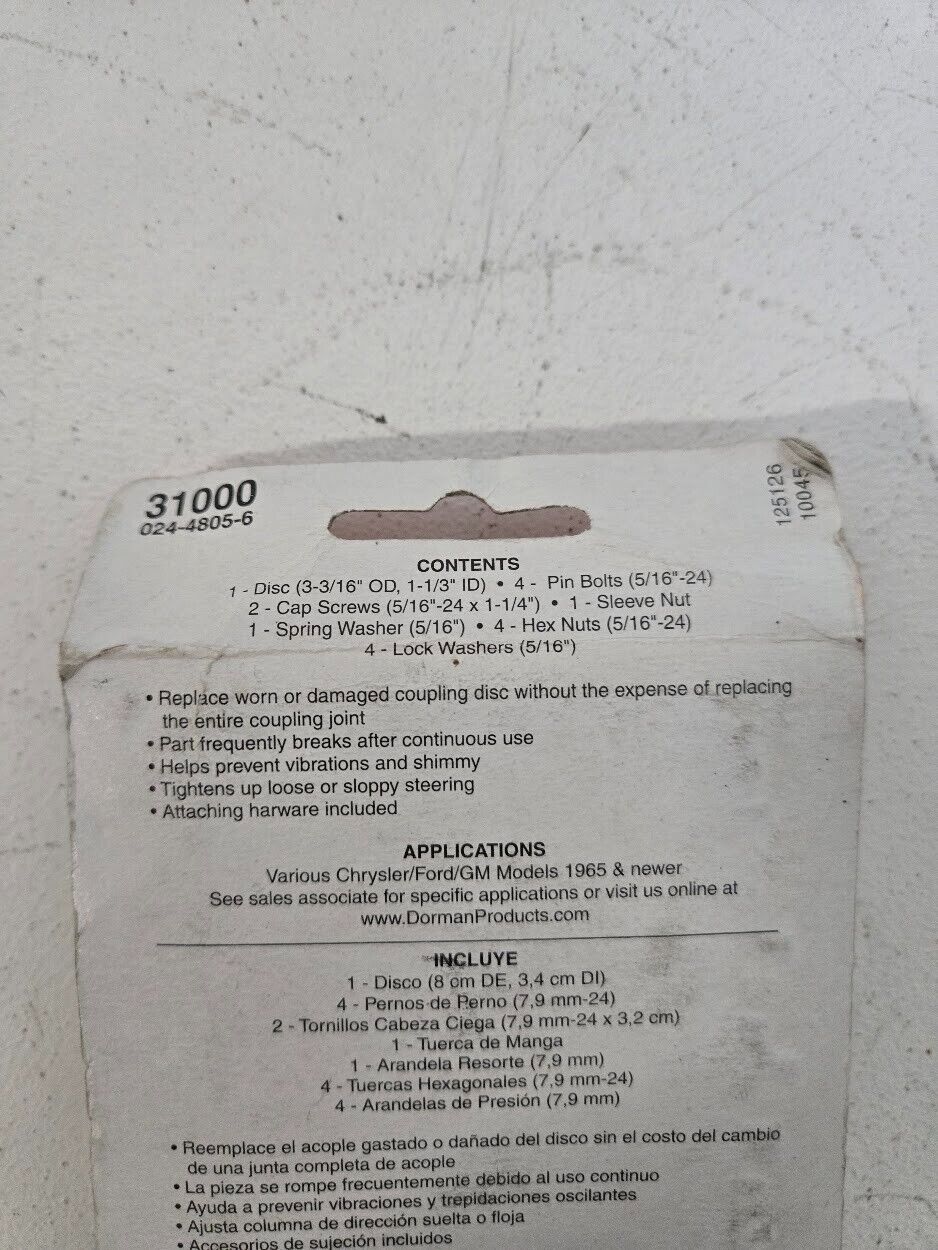 31000
024-4805-6
125126
CONTENTS
1 - Disc (3-3/16" OD, 1-1/3" ID) • 4 - Pin Bolts (5/16"-24)
2 - Cap Screws (5/16"-24 x 1-1/4") • 1 - Sleeve Nut
1 - Spring Washer (5/16") • 4 - Hex Nuts (5/16"-24)
4 - Lock Washers (5/16")
• Replace worn or damaged coupling disc without the expense of replacing
the entire coupling joint
• Part frequently breaks after continuous use
• Helps prevent vibrations and shimmy
• Tightens up loose or sloppy steering
• Attaching harware included
APPLICATIONS
Various Chrysler/Ford/GM Models 1965 & newer
See sales associate for specific applications or visit us online at
www.DormanProducts.com
INCLUYE
1 - Disco (8 cm DE, 3,4 cm DI)
4 - Pernos de Perno (7,9 mm-24)
2 - Tornillos Cabeza Ciega (7,9 mm-24 x 3,2 cm)
1 - Tuerca de Manga
1 - Arandela Resorte (7,9 mm)
4 - Tuercas Hexagonales (7,9 mm-24)
4 - Arandelas de Presión (7,9 mm)
• Reemplace el acople gastado o dañado del disco sin el costo del cambio
de una junta completa de acople
• La pieza se rompe frecuentemente debido al uso continuo
• Ayuda a prevenir vibraciones y trepidaciones oscilantes
• Ajusta columna de dirección suelta o floja
• Accesorios de sujeción incluidos